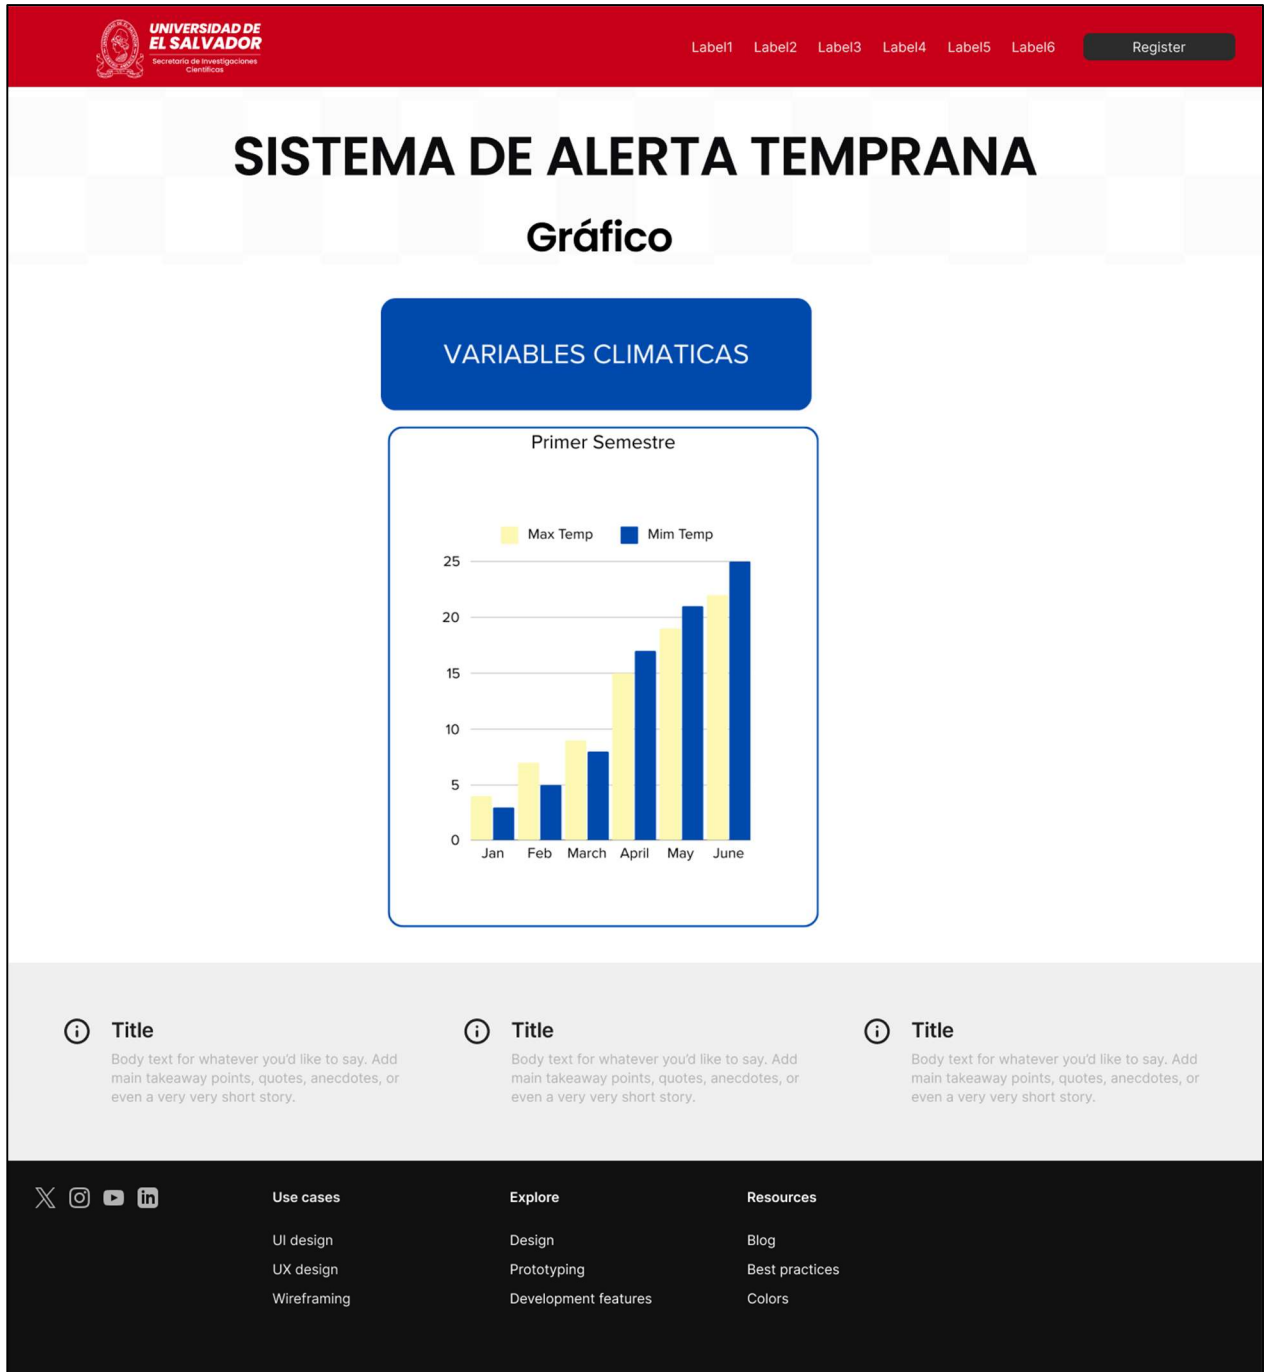 UNIVERSIDAD DE
EL SALVADOR
Secretaría de Investigaciones
Científicas
Label1 Label2 Label3 Label4 Label5 Label6 Register
SISTEMA DE ALERTA TEMPRANA
Gráfico
VARIABLES CLIMATICAS
Primer Semestre
Max Temp Mim Temp
25
20
15
10
5
0
Jan Feb March April May June
Title
Body text for whatever you'd like to say. Add
main takeaway points, quotes, anecdotes, or
even a very very short story.
Title
Body text for whatever you'd like to say. Add
main takeaway points, quotes, anecdotes, or
even a very very short story.
Title
Body text for whatever you'd like to say. Add
main takeaway points, quotes, anecdotes, or
even a very very short story.
Use cases
UI design
UX design
Wireframing
Explore
Design
Prototyping
Development features
Resources
Blog
Best practices
Colors